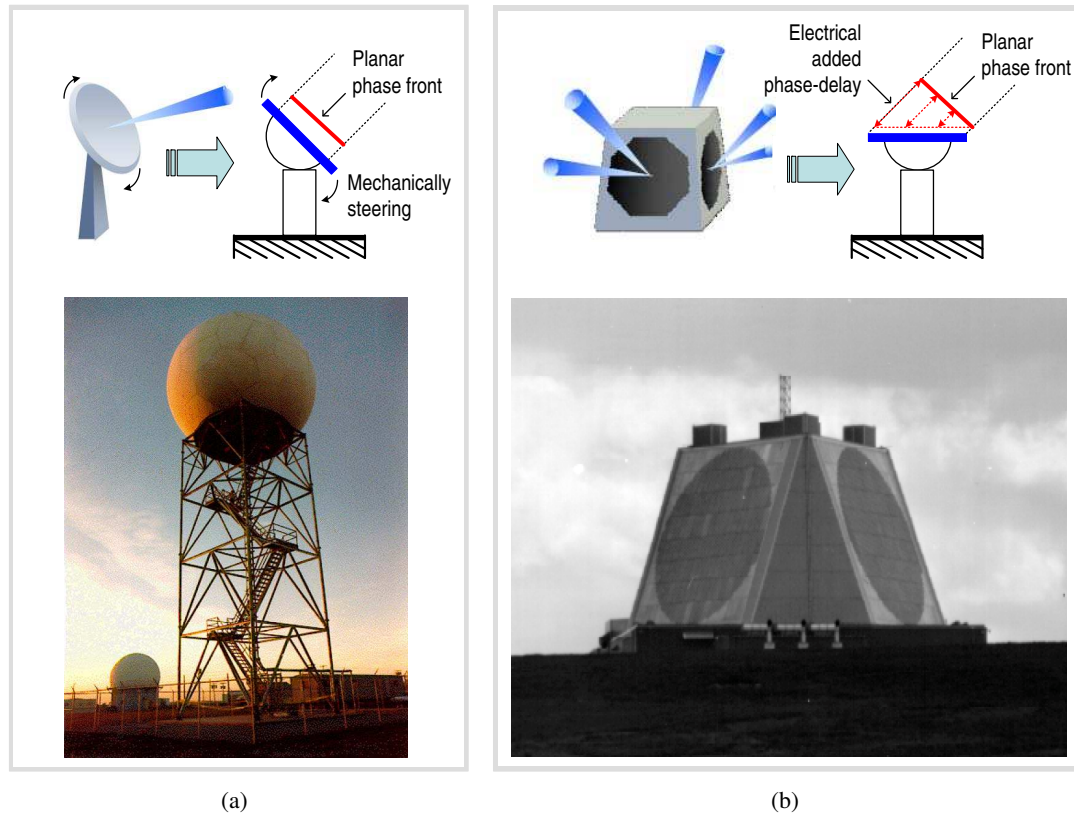 Planar
phase front
Mechanically
steering
Electrical
added
phase-delay
Planar
phase front
(a)
(b)